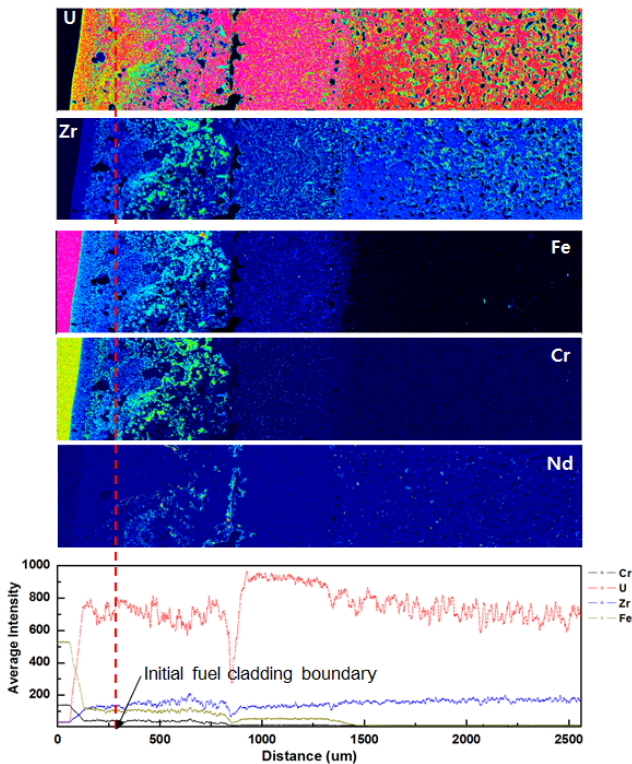 U
Zr
Fe
Cr
Nd
1000
800
600
400
200
Average Intensity
Initial fuel cladding boundary
Cr
U
Zr
Fe
0 500 1000 1500 2000 2500
Distance (um)